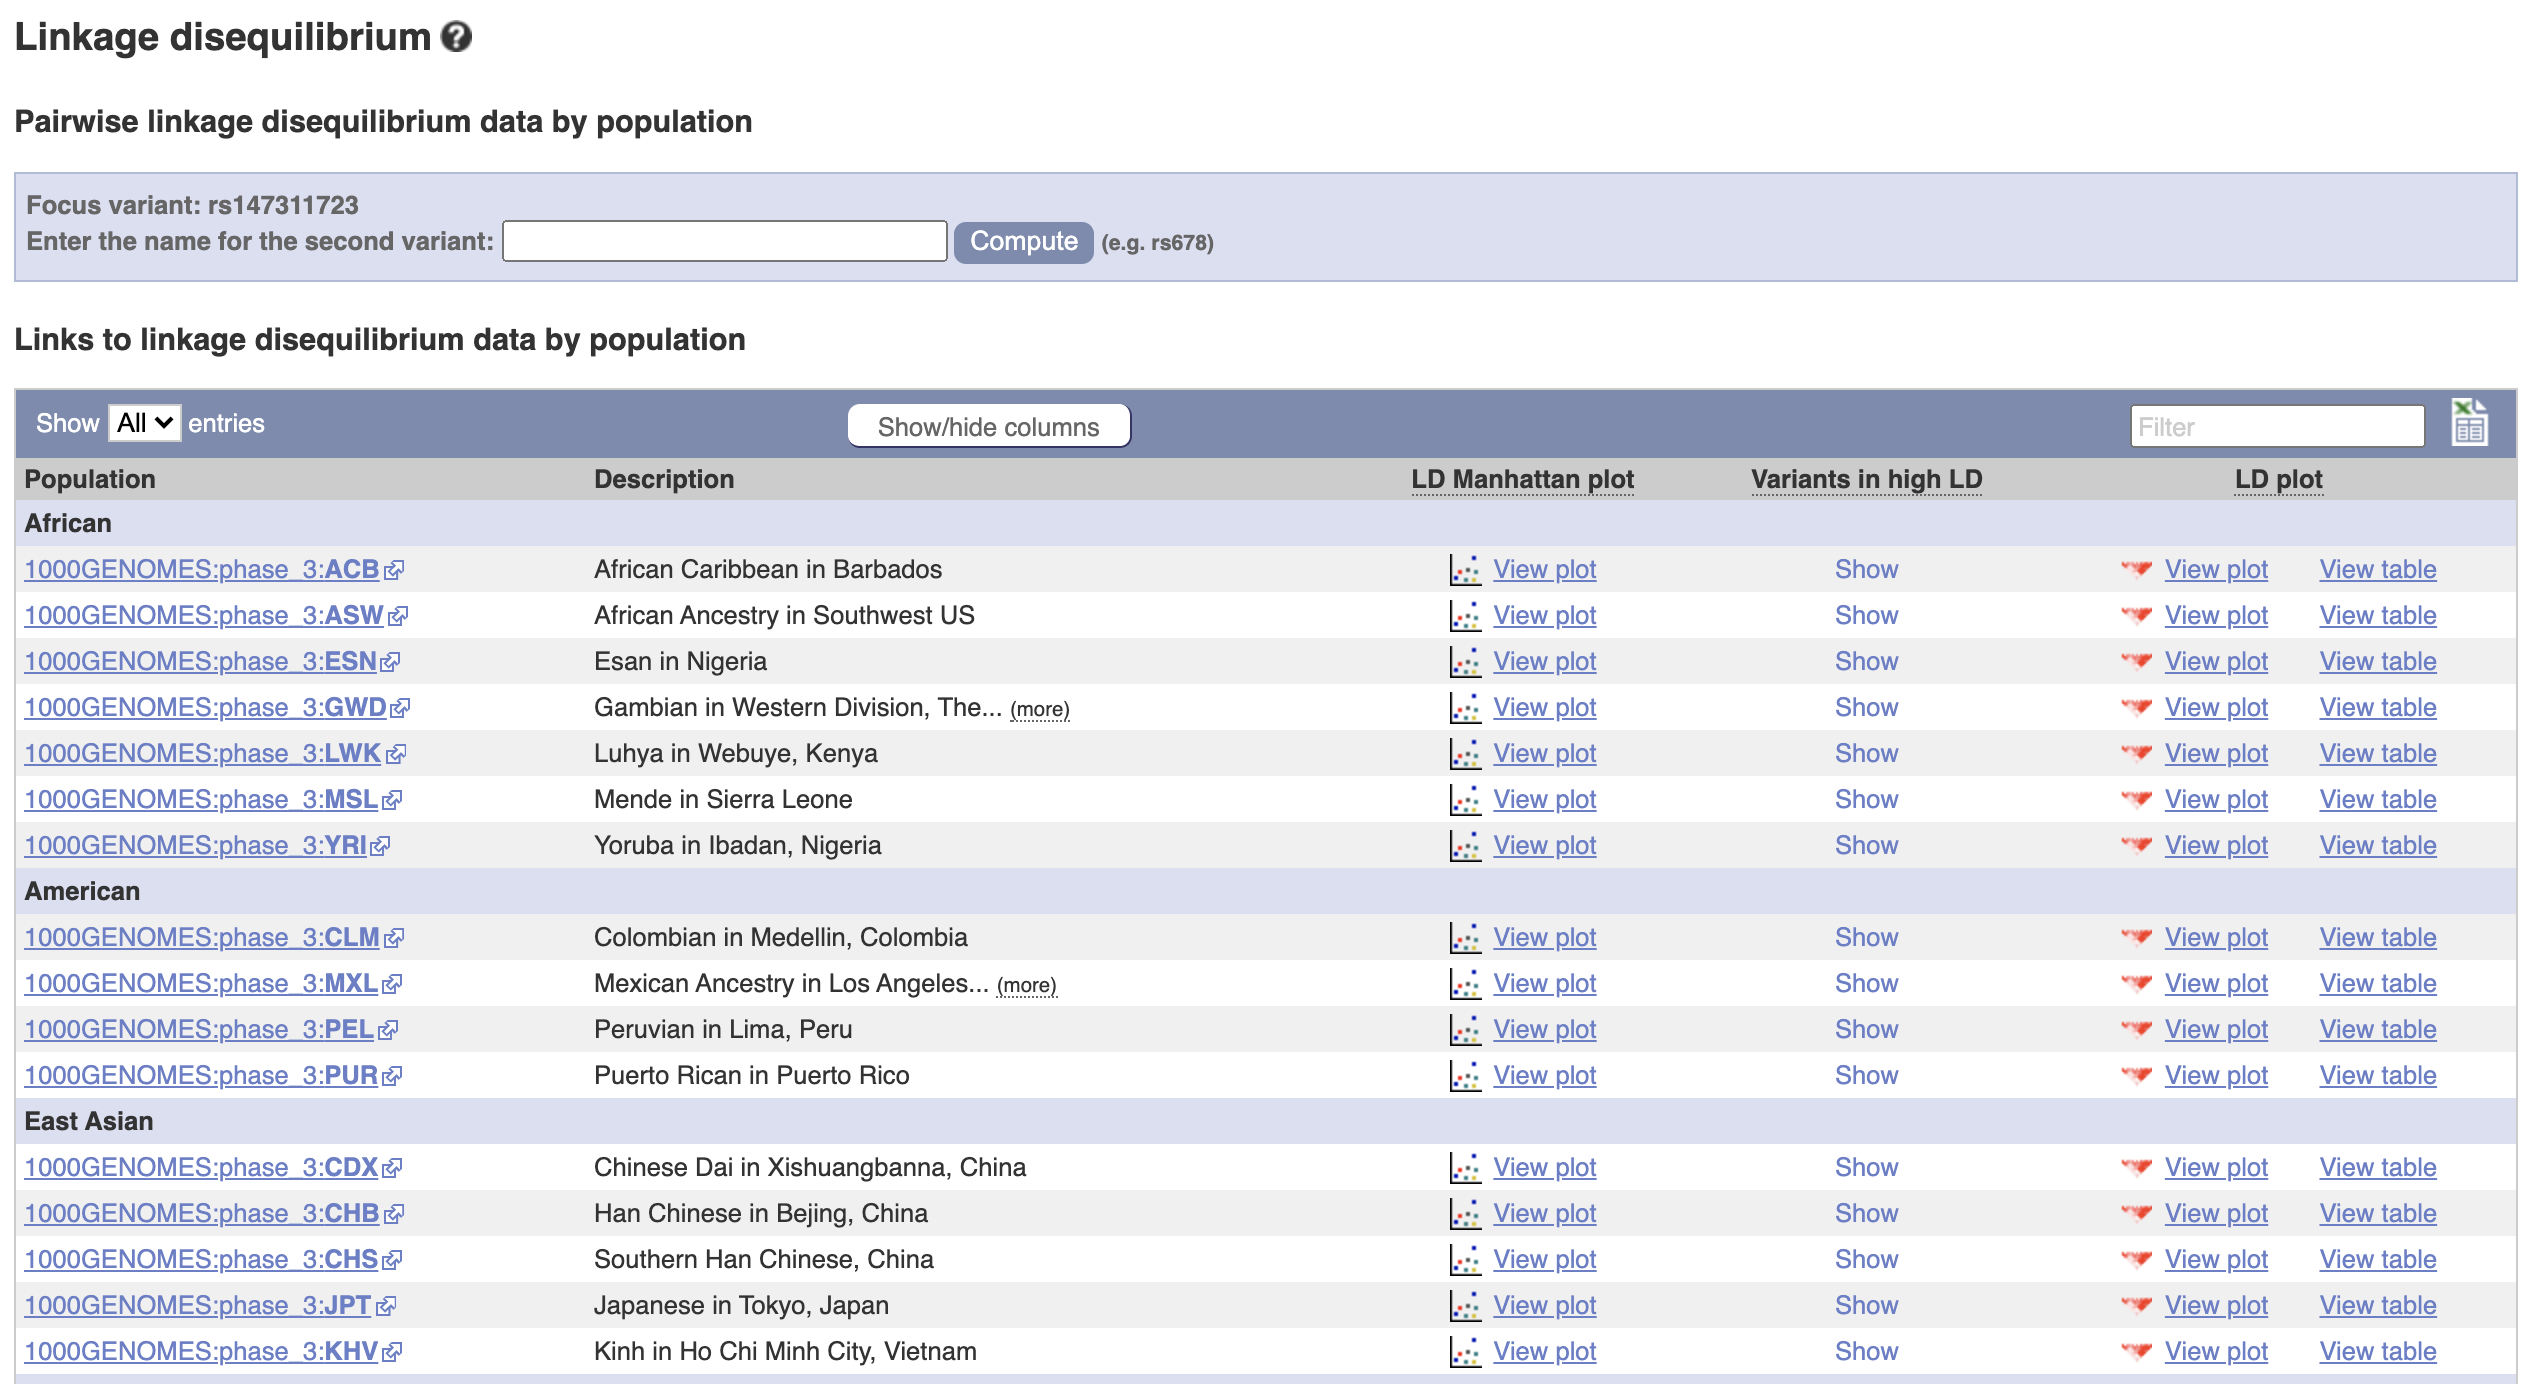 Linkage disequilibrium ?
Pairwise linkage disequilibrium data by population
Focus variant: rs147311723
Enter the name for the second variant: Compute (e.g. rs678)
Links to linkage disequilibrium data by population
Show All entries Show/hide columns Filter
Population Description LD Manhattan plot Variants in high LD LD plot
African
1000GENOMES:phase_3:ACB African Caribbean in Barbados View plot Show View plot View table
1000GENOMES:phase_3:ASW African Ancestry in Southwest US View plot Show View plot View table
1000GENOMES:phase_3:ESN Esan in Nigeria View plot Show View plot View table
1000GENOMES:phase_3:GWD Gambian in Western Division, The... (more) View plot Show View plot View table
1000GENOMES:phase_3:LWK Luhya in Webuye, Kenya View plot Show View plot View table
1000GENOMES:phase_3:MSL Mende in Sierra Leone View plot Show View plot View table
1000GENOMES:phase_3:YRI Yoruba in Ibadan, Nigeria View plot Show View plot View table
American
1000GENOMES:phase_3:CLM Colombian in Medellin, Colombia View plot Show View plot View table
1000GENOMES:phase_3:MXL Mexican Ancestry in Los Angeles... (more) View plot Show View plot View table
1000GENOMES:phase_3:PEL Peruvian in Lima, Peru View plot Show View plot View table
1000GENOMES:phase_3:PUR Puerto Rican in Puerto Rico View plot Show View plot View table
East Asian
1000GENOMES:phase_3:CDX Chinese Dai in Xishuangbanna, China View plot Show View plot View table
1000GENOMES:phase_3:CHB Han Chinese in Bejing, China View plot Show View plot View table
1000GENOMES:phase_3:CHS Southern Han Chinese, China View plot Show View plot View table
1000GENOMES:phase_3:JPT Japanese in Tokyo, Japan View plot Show View plot View table
1000GENOMES:phase_3:KHV Kinh in Ho Chi Minh City, Vietnam View plot Show View plot View table